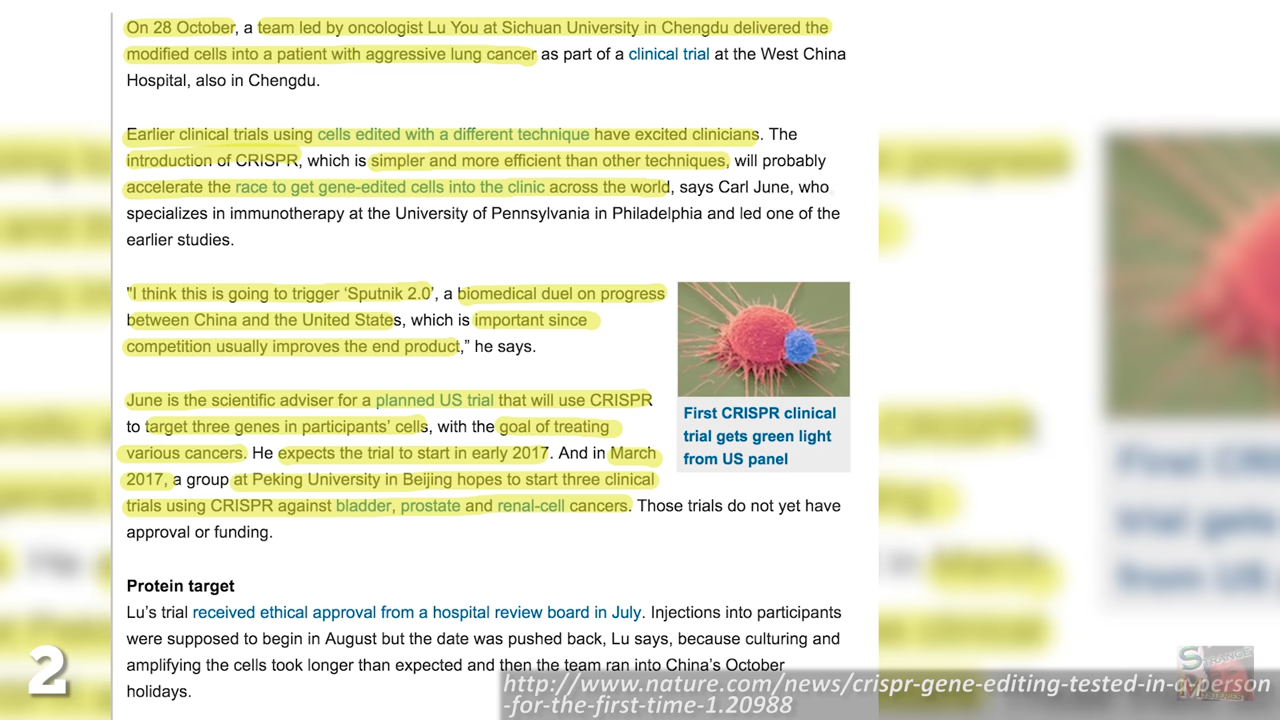 On 28 October, a team led by oncologist Lu You at Sichuan University in Chengdu delivered the
modified cells into a patient with aggressive lung cancer as part of a clinical trial at the West China
Hospital, also in Chengdu.
Earlier clinical trials using cells edited with a different technique have excited clinicians. The
introduction of CRISPR, which is simpler and more efficient than other techniques, will probably
accelerate the race to get gene-edited cells into the clinic across the world, says Carl June, who
specializes in immunotherapy at the University of Pennsylvania in Philadelphia and led one of the
earlier studies.
"I think this is going to trigger ‘Sputnik 2.0’, a biomedical duel on progress
between China and the United States, which is important since
competition usually improves the end product,” he says.
June is the scientific adviser for a planned US trial that will use CRISPR
to target three genes in participants’ cells, with the goal of treating
various cancers. He expects the trial to start in early 2017. And in March
2017, a group at Peking University in Beijing hopes to start three clinical
trials using CRISPR against bladder, prostate and renal-cell cancers. Those trials do not yet have
approval or funding.
First CRISPR clinical
trial gets green light
from US panel
Protein target
Lu’s trial received ethical approval from a hospital review board in July. Injections into participants
were supposed to begin in August but the date was pushed back, Lu says, because culturing and
amplifying the cells took longer than expected and then the team ran into China’s October
holidays.
2
http://www.nature.com/news/crispr-gene-editing-tested-in-a-person
-for-the-first-time-1.20988
STRANGE